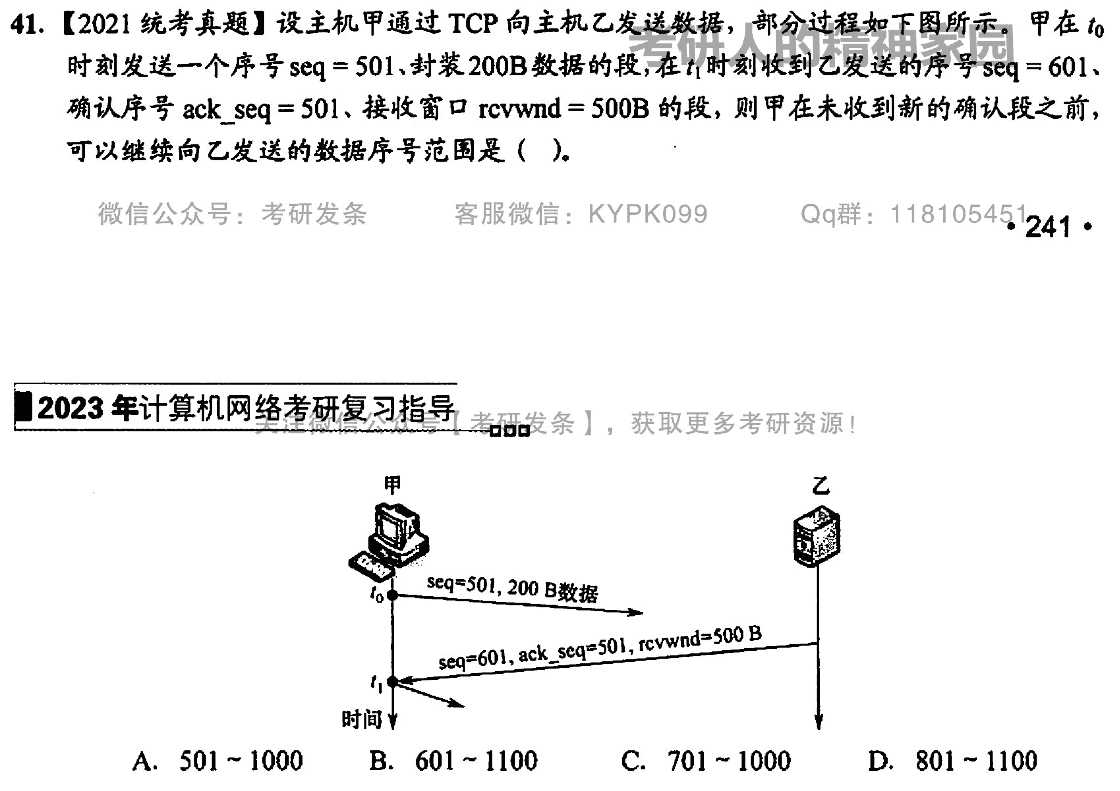 41.【2021 统考真题】设主机甲通过 TCP 向主机乙发送数据，部分过程如下图所示。甲在 t0
考研人的精神家园
时刻发送一个序号 seq = 501、封装 200B 数据的段，在 t1 时刻收到乙发送的序号 seq = 601、
确认序号 ack_seq = 501、接收窗口 rcvwnd = 500B 的段，则甲在未收到新的确认段之前，
可以继续向乙发送的数据序号范围是（ ）。
微信公众号：考研发条 客服微信：KYPK099 Qq群：118105451
• 241 •
2023 年计算机网络考研复习指导
关注微信公众号【考研发条】，获取更多考研资源！
甲 乙
t0 seq=501, 200 B数据
seq=601, ack_seq=501, rcvwnd=500 B
t1
时间
A. 501 ~ 1000 B. 601 ~ 1100 C. 701 ~ 1000 D. 801 ~ 1100